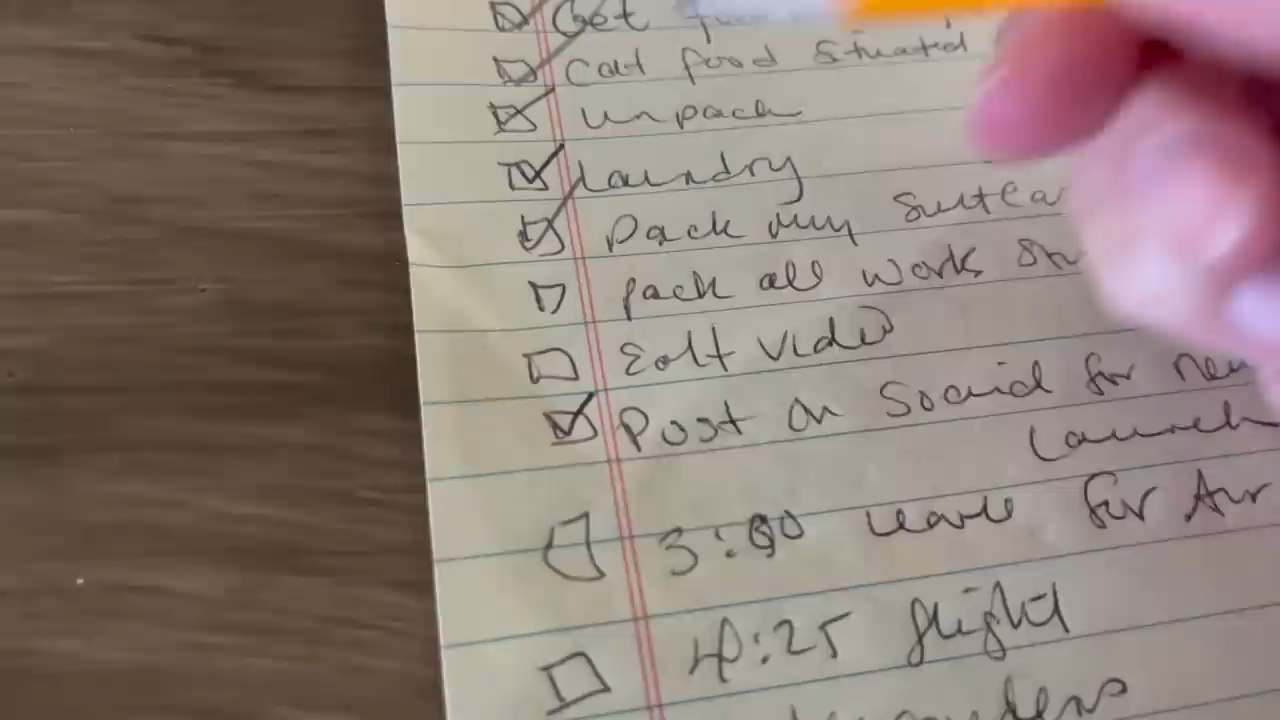 Get
Cat food situated
unpack
Laundry
Pack my suitca
pack all work
Edit video
Post on Social for new
Launch
3:00 leave for Air
4:25 flight